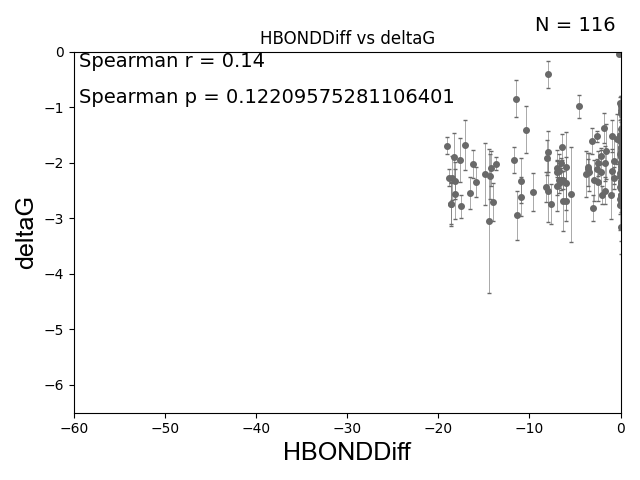 N = 116
HBONDDiff vs deltaG
Spearman r = 0.14
Spearman p = 0.12209575281106401
0
−1
−2
−3
−4
−5
−6
deltaG
−60
−50
−40
−30
−20
−10
0
HBONDDiff